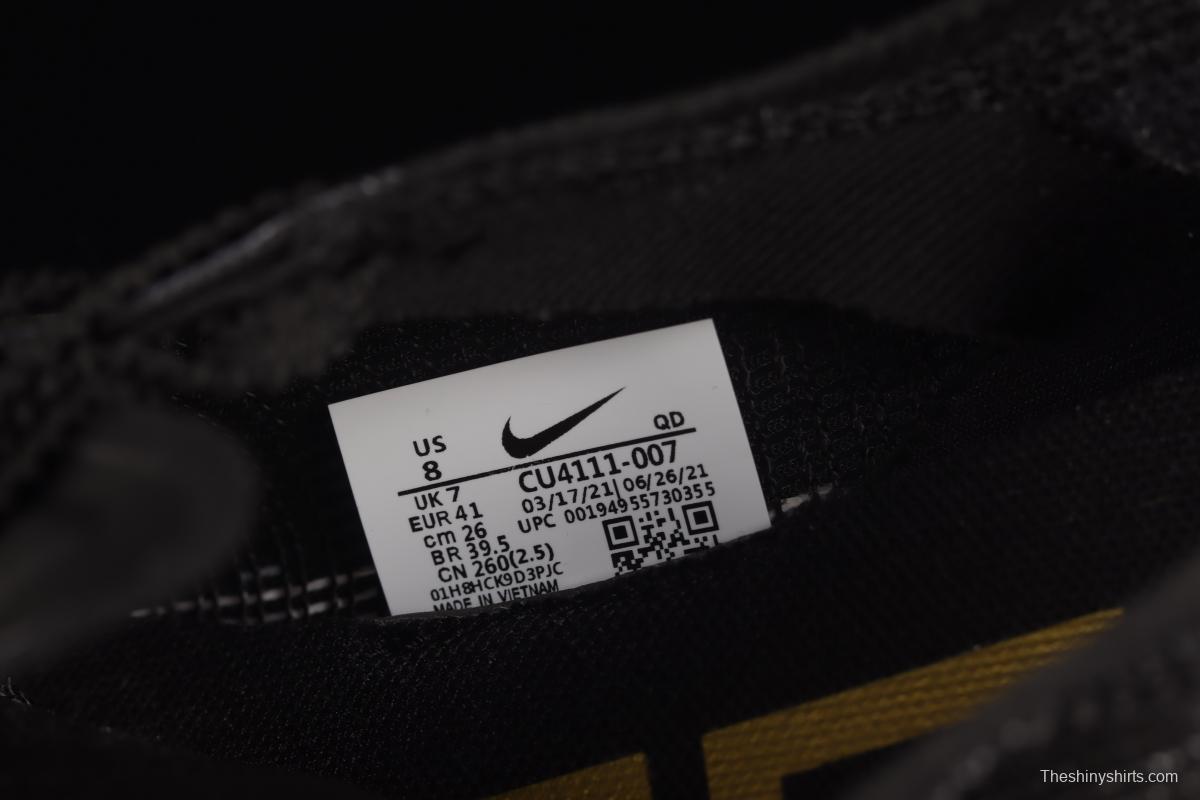 US
8
QD
UK 7
EUR 41
cm 26
BR 39.5
CN 260(2.5)
01H8HCK9D3PJC
MADE IN VIETNAM
CU4111-007
03/17/21| 06/26/21
UPC 00194955730355
Theshinyshirts.com